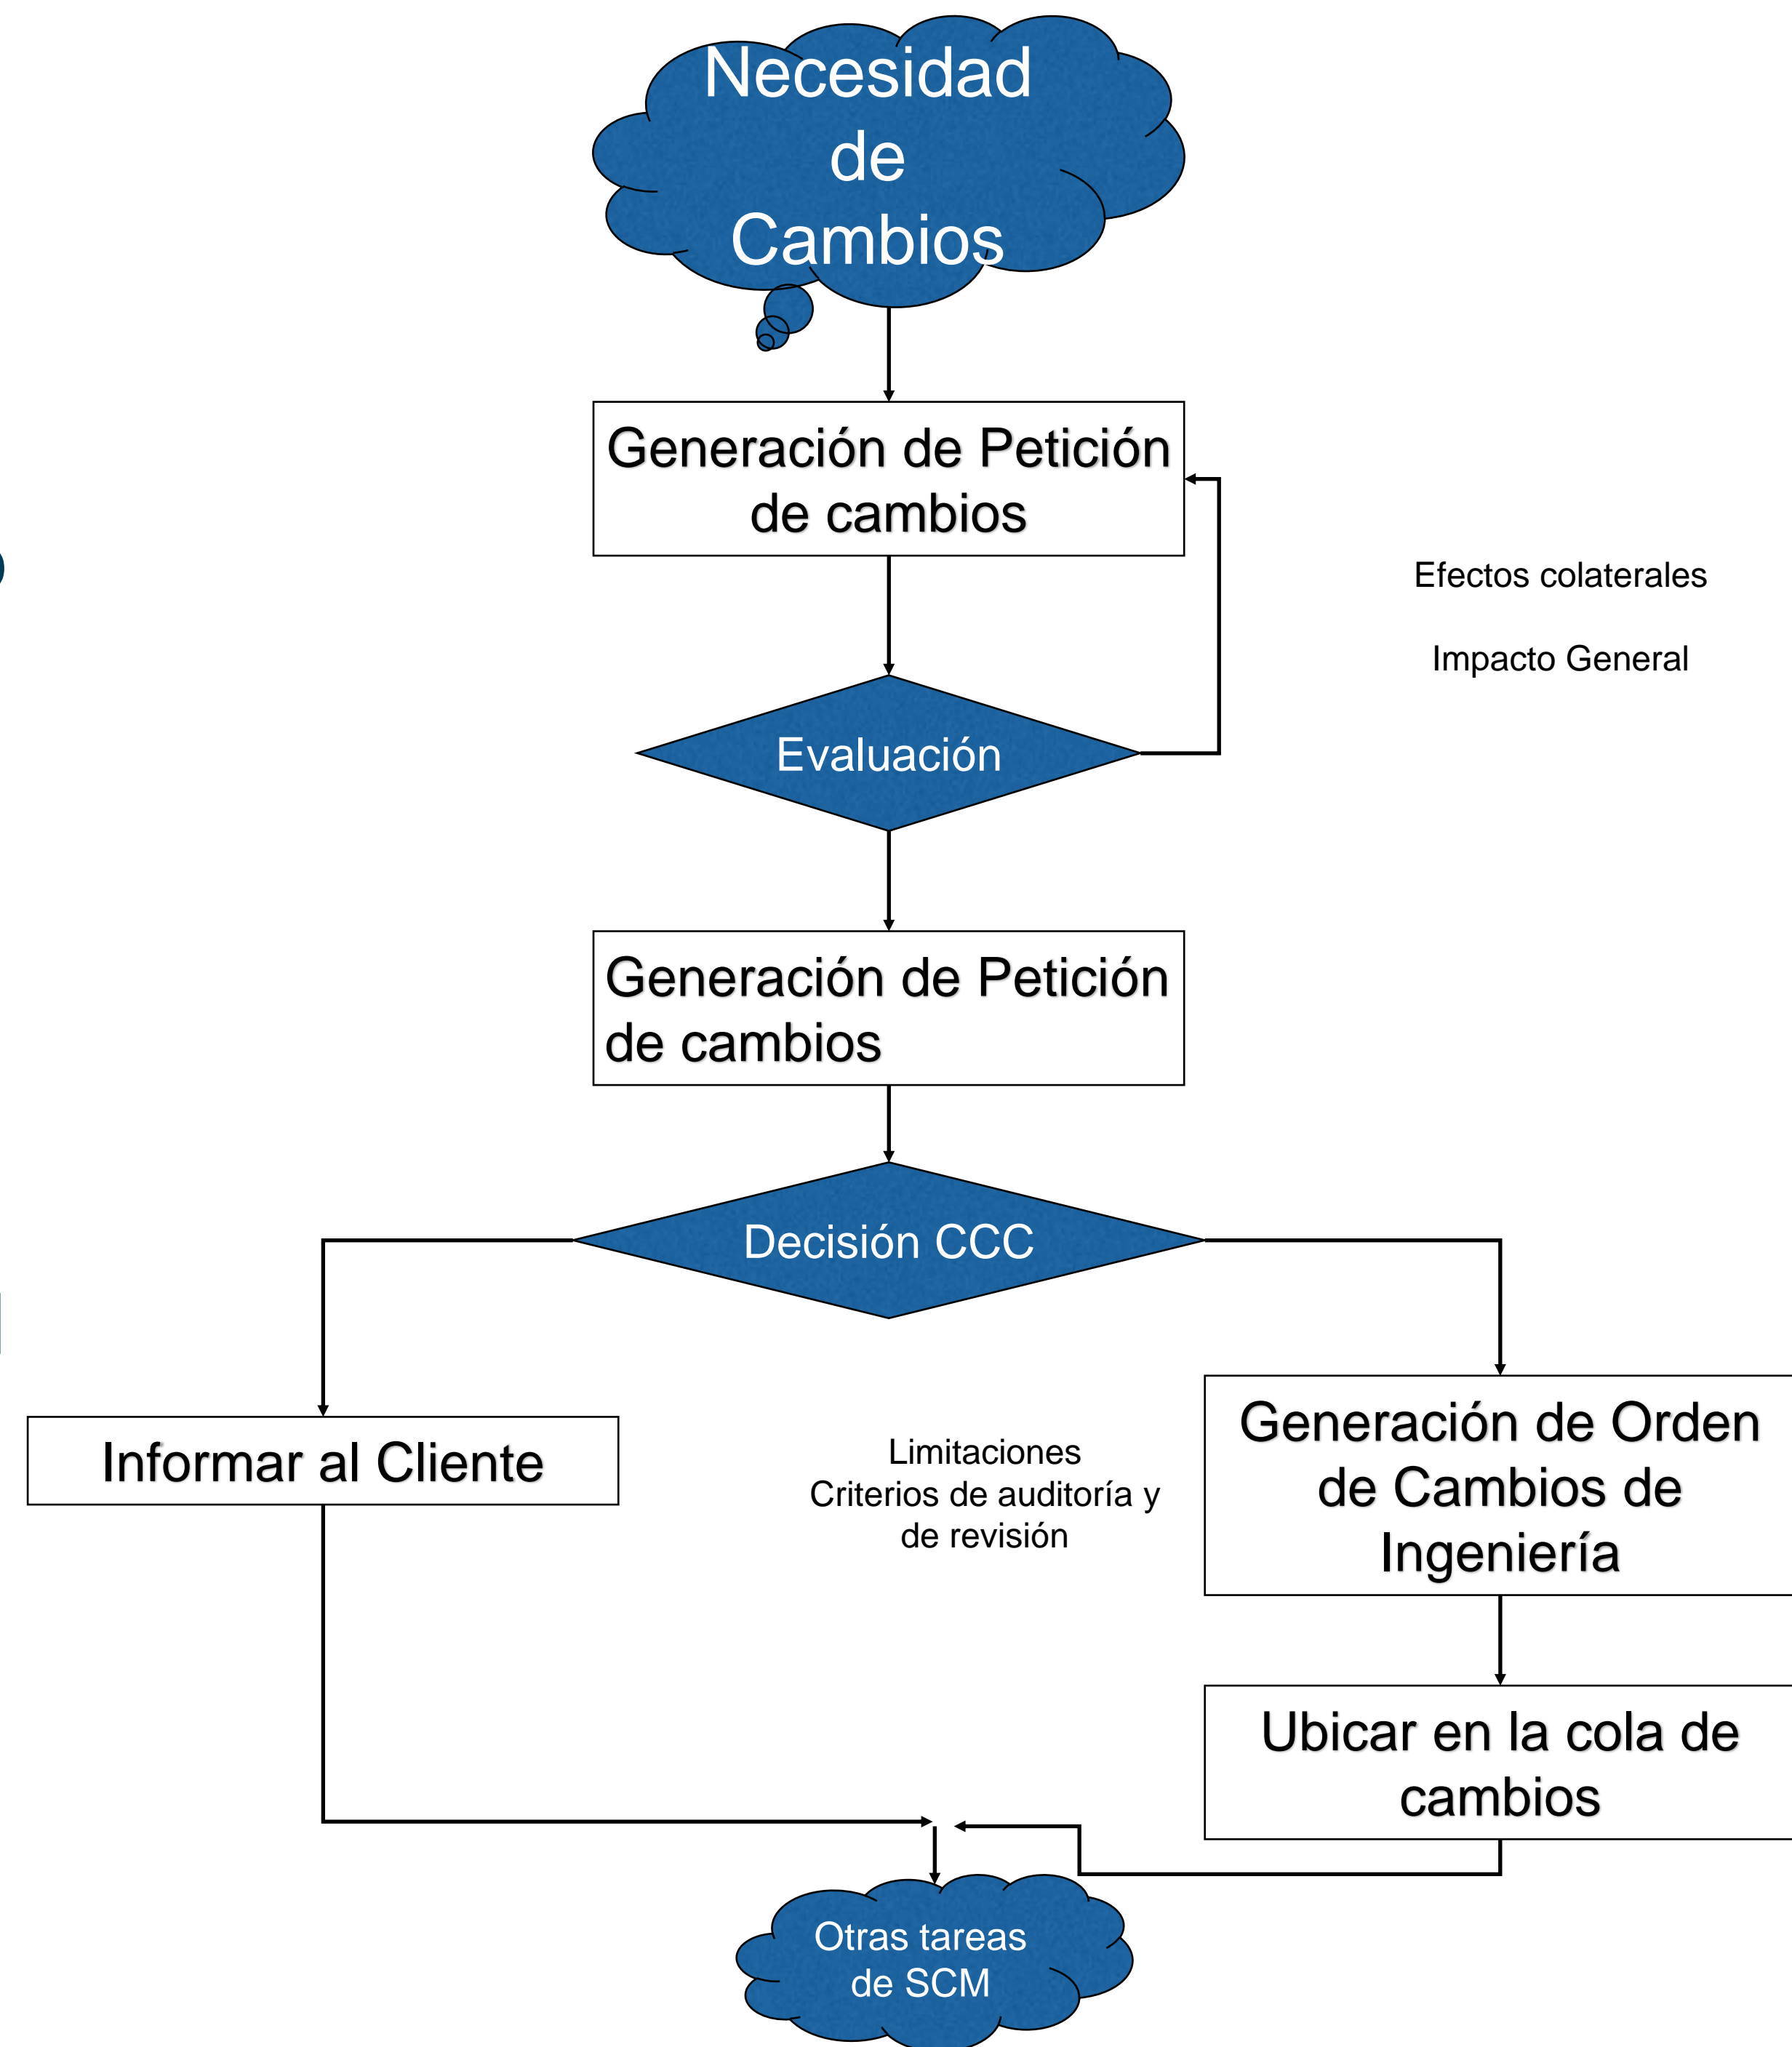 Necesidad
de
Cambios
Generación de Petición
de cambios
Efectos colaterales
Impacto General
Evaluación
Generación de Petición
de cambios
Decisión CCC
Informar al Cliente
Limitaciones
Criterios de auditoría y
de revisión
Generación de Orden
de Cambios de
Ingeniería
Ubicar en la cola de
cambios
Otras tareas
de SCM